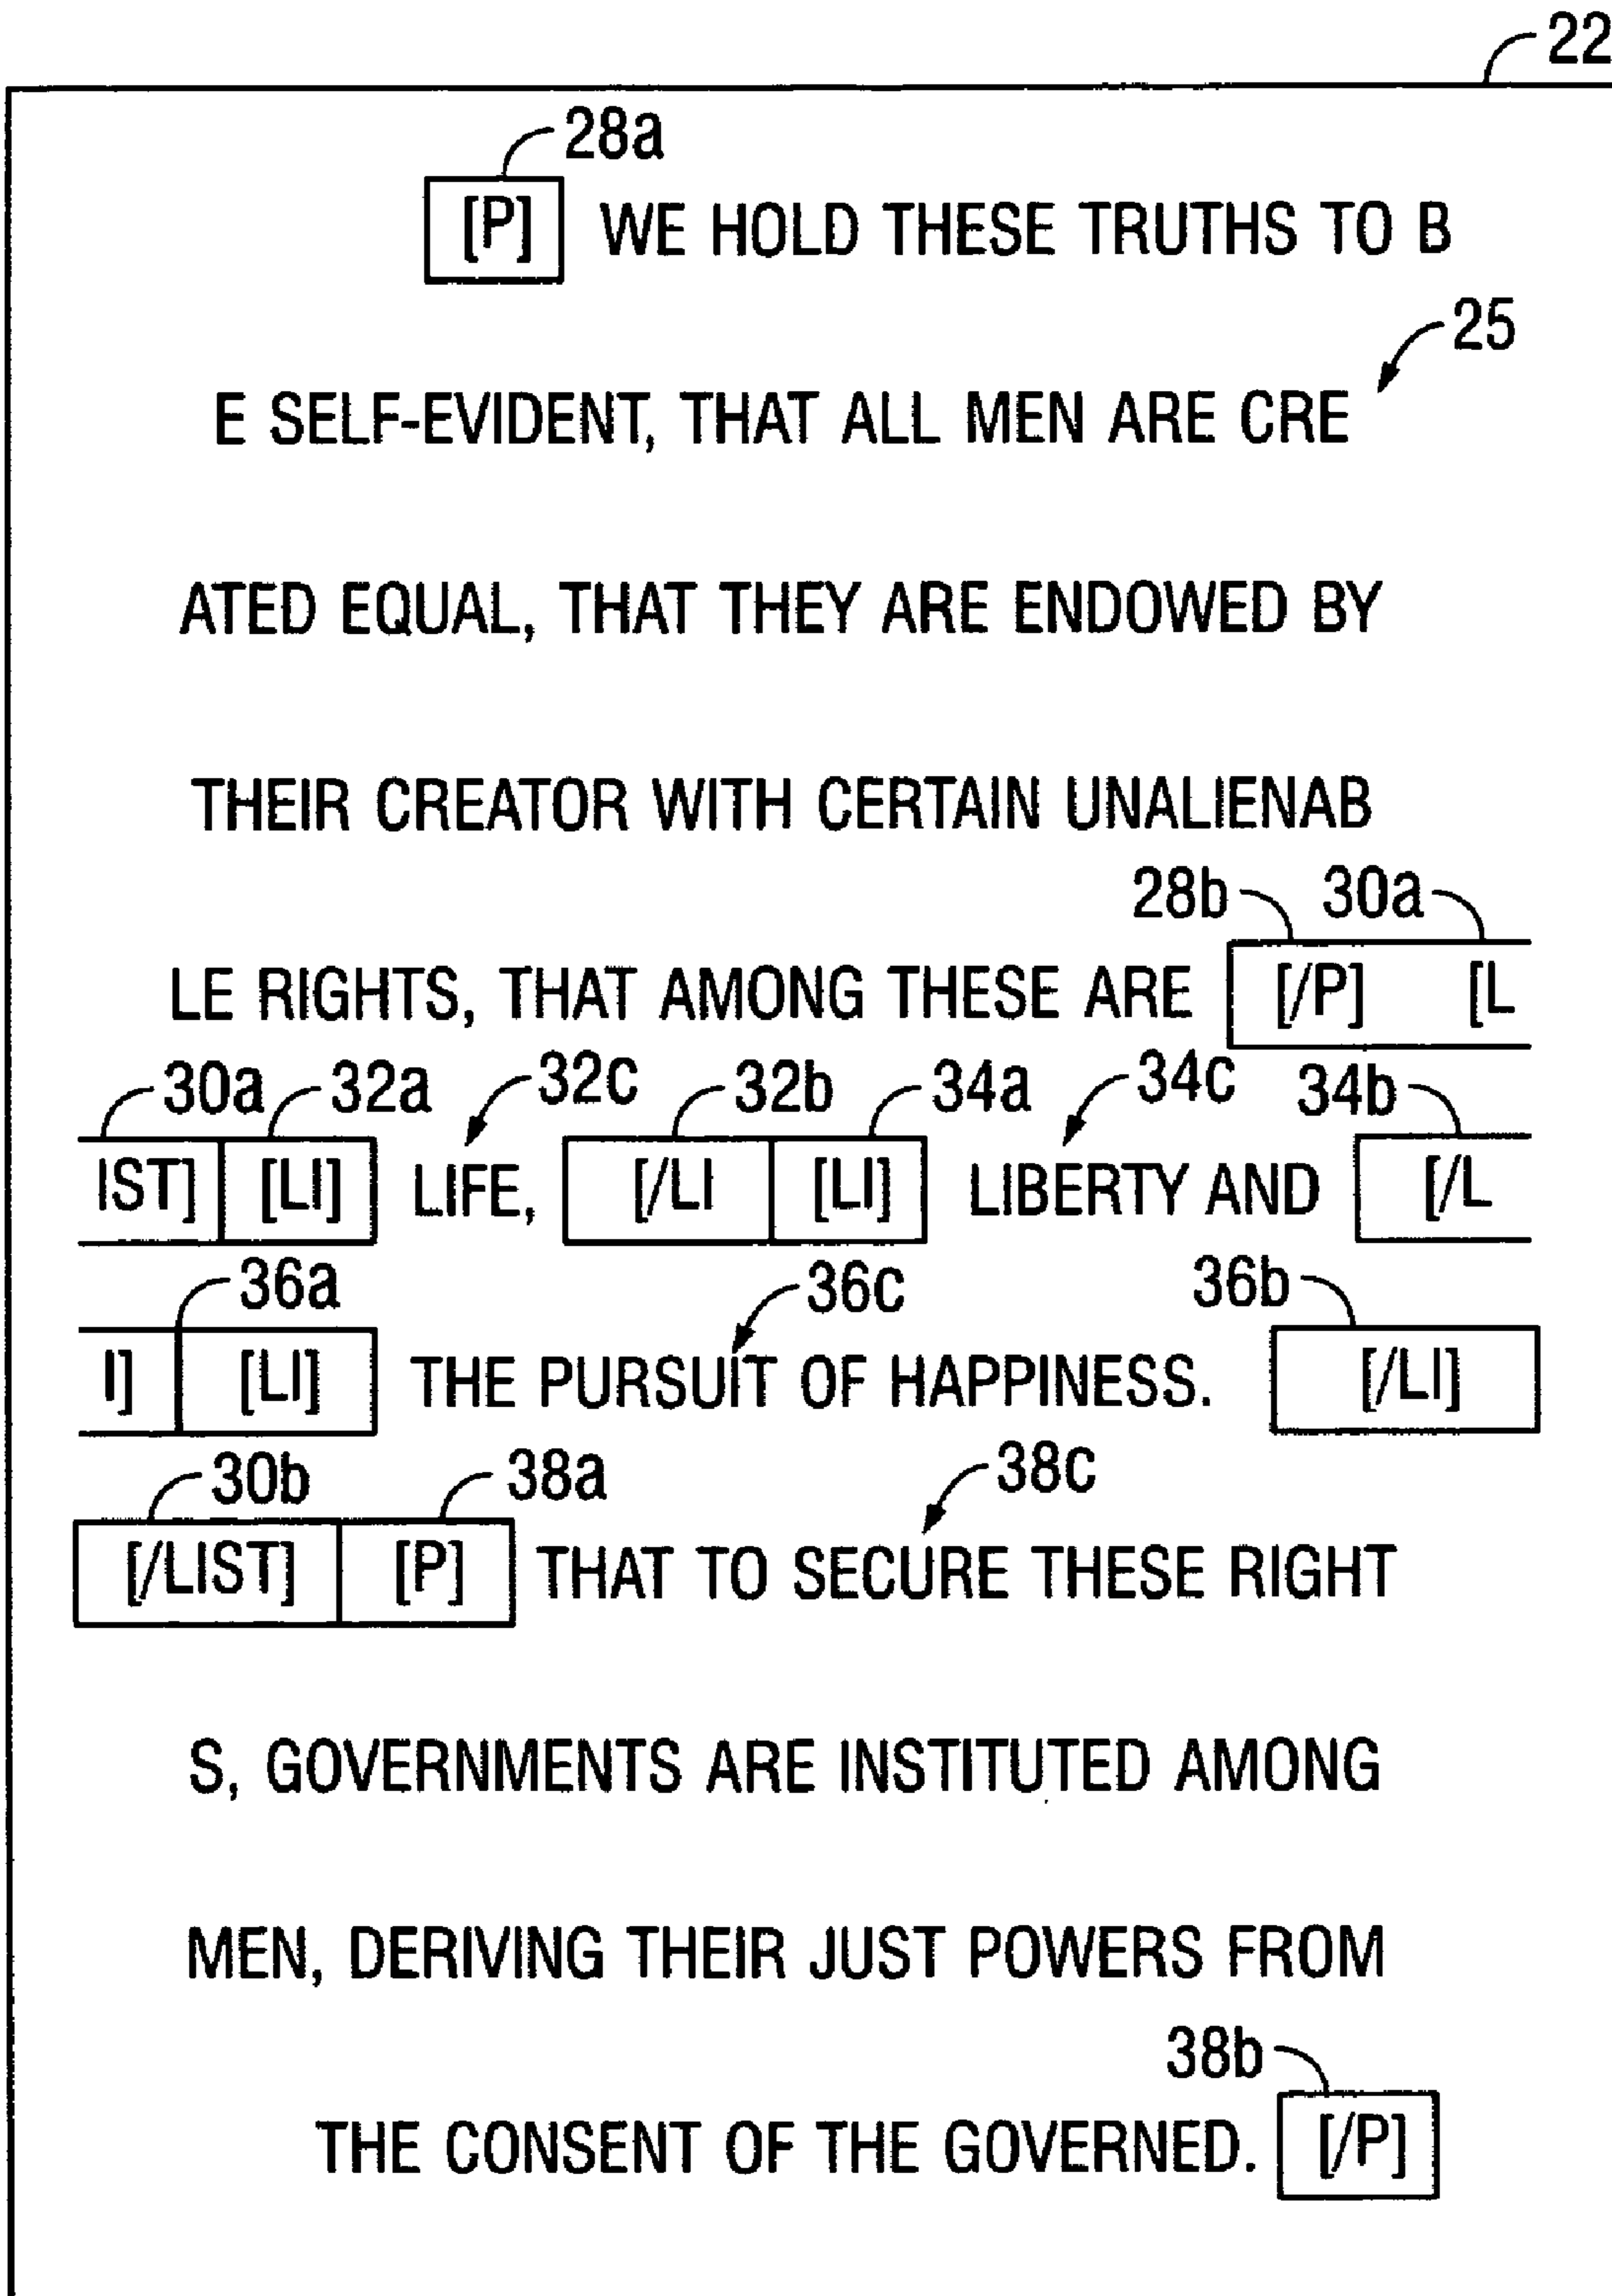 22
28a
[P] WE HOLD THESE TRUTHS TO B
25
E SELF-EVIDENT, THAT ALL MEN ARE CRE
ATED EQUAL, THAT THEY ARE ENDOWED BY
THEIR CREATOR WITH CERTAIN UNALIENAB
28b 30a
LE RIGHTS, THAT AMONG THESE ARE [/P] [L
30a 32a 32c 32b 34a 34c 34b
IST] [LI] LIFE, [/LI [LI] LIBERTY AND [/L
36a 36c 36b
I] [LI] THE PURSUIT OF HAPPINESS. [/LI]
30b 38a 38c
[/LIST] [P] THAT TO SECURE THESE RIGHT
S, GOVERNMENTS ARE INSTITUTED AMONG
MEN, DERIVING THEIR JUST POWERS FROM
38b
THE CONSENT OF THE GOVERNED. [/P]